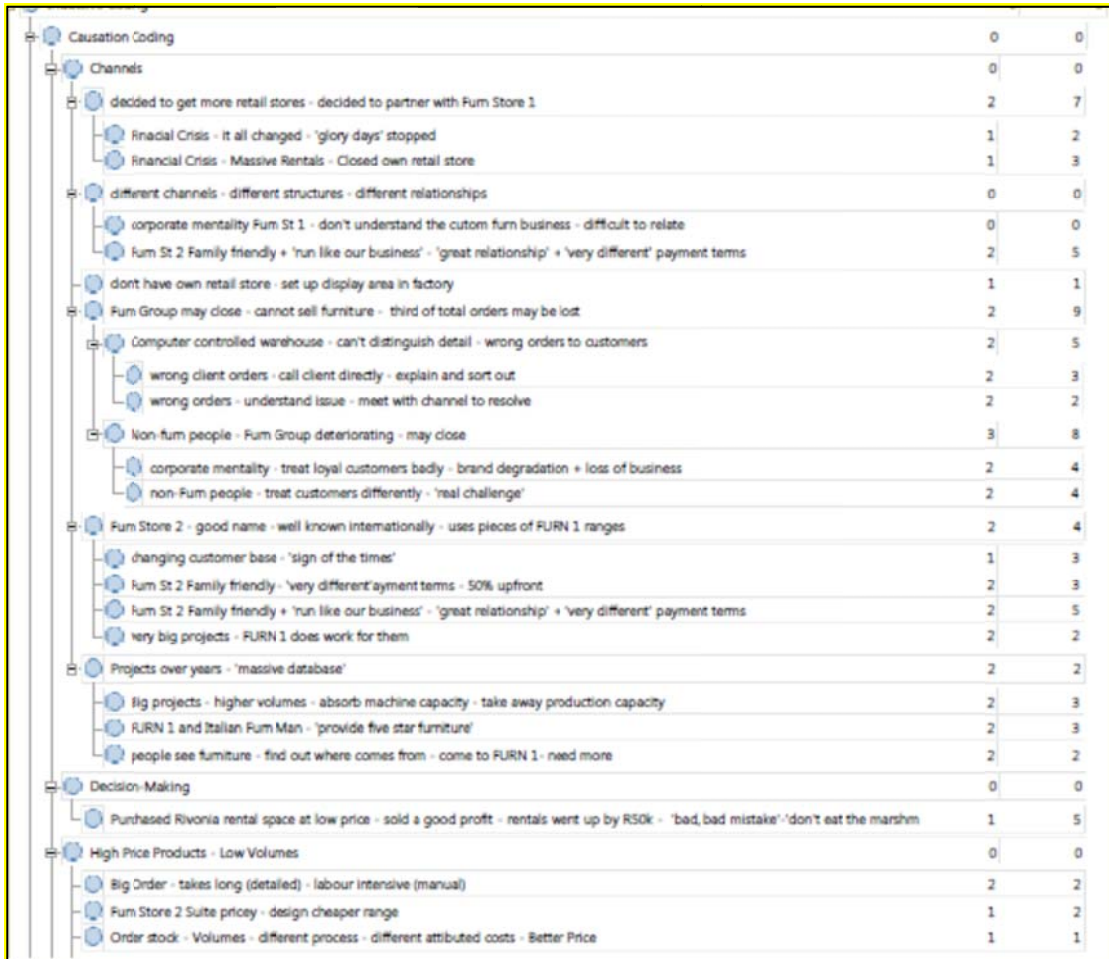 Causation Coding 0 0
Channels 0 0
decided to get more retail stores - decided to partner with Furn Store 1 2 7
Finacial Crisis - it all changed - 'glory days' stopped 1 2
Financial Crisis - Massive Rentals - Closed own retail store 1 3
different channels - different structures - different relationships 0 0
corporate mentality Furn St 1 - don't understand the cutom furn business - difficult to relate 0 0
Furn St 2 Family friendly + 'run like our business' - 'great relationship' + 'very different' payment terms 2 5
dont have own retail store - set up display area in factory 1 1
Furn Group may close - cannot sell furniture - third of total orders may be lost 2 9
Computer controlled warehouse - can't distinguish detail - wrong orders to customers 2 5
wrong client orders - call client directly - explain and sort out 2 3
wrong orders - understand issue - meet with channel to resolve 2 2
Non-furn people - Furn Group deteriorating - may close 3 8
corporate mentality - treat loyal customers badly - brand degradation + loss of business 2 4
non-Furn people - treat customers differently - 'real challenge' 2 4
Furn Store 2 - good name - well known internationally - uses pieces of FURN 1 ranges 2 4
changing customer base - 'sign of the times' 1 3
Furn St 2 Family friendly - 'very different'ayment terms - 50% upfront 2 3
Furn St 2 Family friendly + 'run like our business' - 'great relationship' + 'very different' payment terms 2 5
very big projects - FURN 1 does work for them 2 2
Projects over years - 'massive database' 2 2
Big projects - higher volumes - absorb machine capacity - take away production capacity 2 3
FURN 1 and Italian Furn Man - 'provide five star furniture' 2 3
people see furniture - find out where comes from - come to FURN 1- need more 2 2
Decision-Making 0 0
Purchased Rivonia rental space at low price - sold a good profit - rentals went up by R50k - 'bad, bad mistake'-'don't eat the marshm 1 5
High Price Products - Low Volumes 0 0
Big Order - takes long (detailed) - labour intensive (manual) 2 2
Furn Store 2 Suite pricey - design cheaper range 1 2
Order stock - Volumes - different process - different attibuted costs - Better Price 1 1